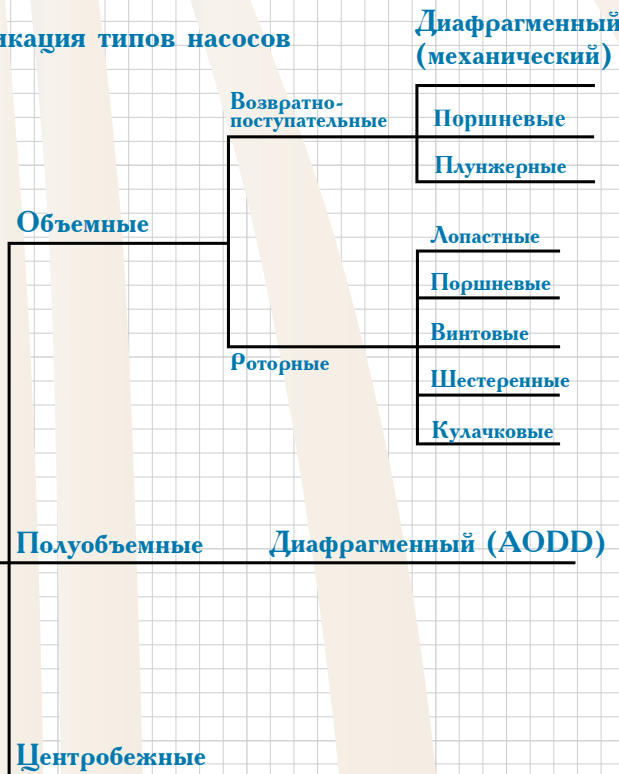 икация типов насосов
Диафрагменный
(механический)
Возвратно-
поступательные
Поршневые
Плунжерные
Объемные
Лопастные
Поршневые
Винтовые
Роторные
Шестеренные
Кулачковые
Полуобъемные
Диафрагменный (AODD)
Центробежные